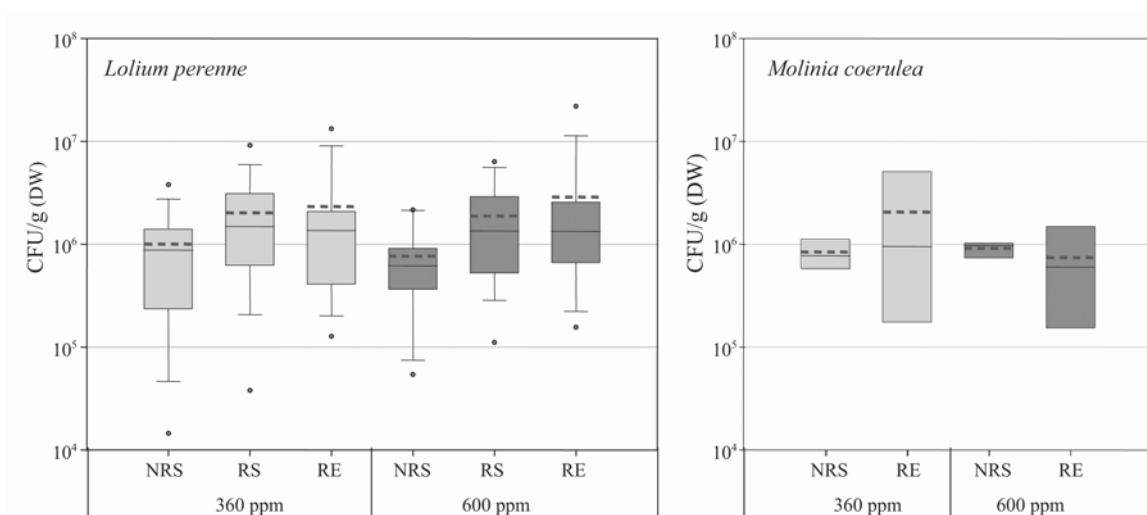 Lolium perenne
CFU/g (DW)
10⁸
10⁷
10⁶
10⁵
10⁴
NRS RS RE NRS RS RE
360 ppm 600 ppm
Molinia coerulea
CFU/g (DW)
10⁸
10⁷
10⁶
10⁵
10⁴
NRS RE NRS RE
360 ppm 600 ppm